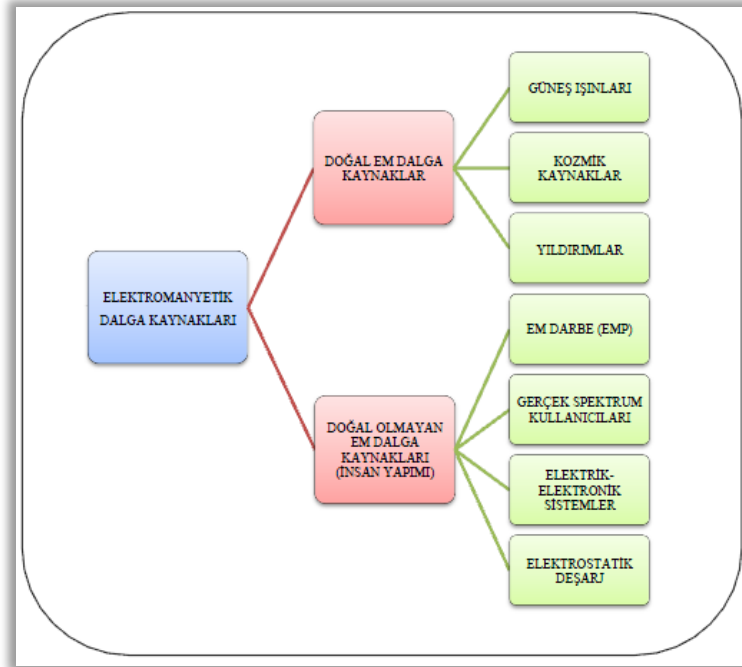 ELEKTROMANYETİK
DALGA KAYNAKLARI
DOĞAL EM DALGA
KAYNAKLAR
GÜNEŞ IŞINLARI
KOZMİK
KAYNAKLAR
YILDIRIMLAR
DOĞAL OLMAYAN
EM DALGA
KAYNAKLARI
(İNSAN YAPIMI)
EM DARBE (EMP)
GERÇEK SPEKTRUM
KULLANICILARI
ELEKTRİK-
ELEKTRONİK
SİSTEMLER
ELEKTROSTATİK
DEŞARJ